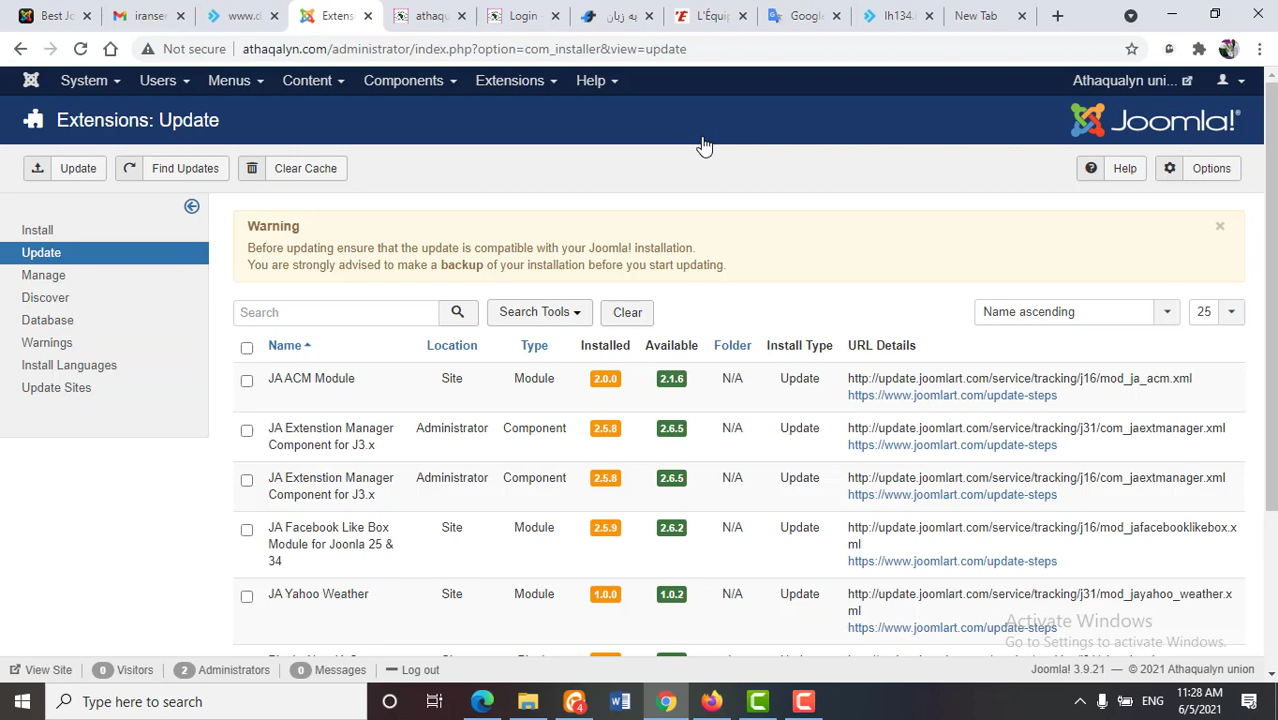 Best Jo
iranser
www.d
Extens
athaqu
Login -
به زبان
L'Équip
Google
lh134.i
New Tab
Not secure
athaqalyn.com/administrator/index.php?option=com_installer&view=update
System
Users
Menus
Content
Components
Extensions
Help
Athaqualyn uni...
Extensions: Update
Joomla!®
Update
Find Updates
Clear Cache
Help
Options
Install
Update
Manage
Discover
Database
Warnings
Install Languages
Update Sites
Warning
Before updating ensure that the update is compatible with your Joomla! installation.
You are strongly advised to make a backup of your installation before you start updating.
Search
Search Tools
Clear
Name ascending
25
Name Location Type Installed Available Folder Install Type URL Details
JA ACM Module Site Module 2.0.0 2.1.6 N/A Update http://update.joomlart.com/service/tracking/j16/mod_ja_acm.xml
https://www.joomlart.com/update-steps
JA Extenstion Manager Administrator Component 2.5.8 2.6.5 N/A Update http://update.joomlart.com/service/tracking/j31/com_jaextmanager.xml
Component for J3.x https://www.joomlart.com/update-steps
JA Extenstion Manager Administrator Component 2.5.8 2.6.5 N/A Update http://update.joomlart.com/service/tracking/j16/com_jaextmanager.xml
Component for J3.x https://www.joomlart.com/update-steps
JA Facebook Like Box Site Module 2.5.9 2.6.2 N/A Update http://update.joomlart.com/service/tracking/j16/mod_jafacebooklikebox.x
Module for Joonla 25 & ml
34 https://www.joomlart.com/update-steps
JA Yahoo Weather Site Module 1.0.0 1.0.2 N/A Update http://update.joomlart.com/service/tracking/j31/mod_jayahoo_weather.x
ml
https://www.joomlart.com/update-steps
Activate Windows
Go to Settings to activate Windows.
View Site
0 Visitors
2 Administrators
0 Messages
Log out
Joomla! 3.9.21 — © 2021 Athaqualyn union
Type here to search
4
ENG
11:28 AM
6/5/2021